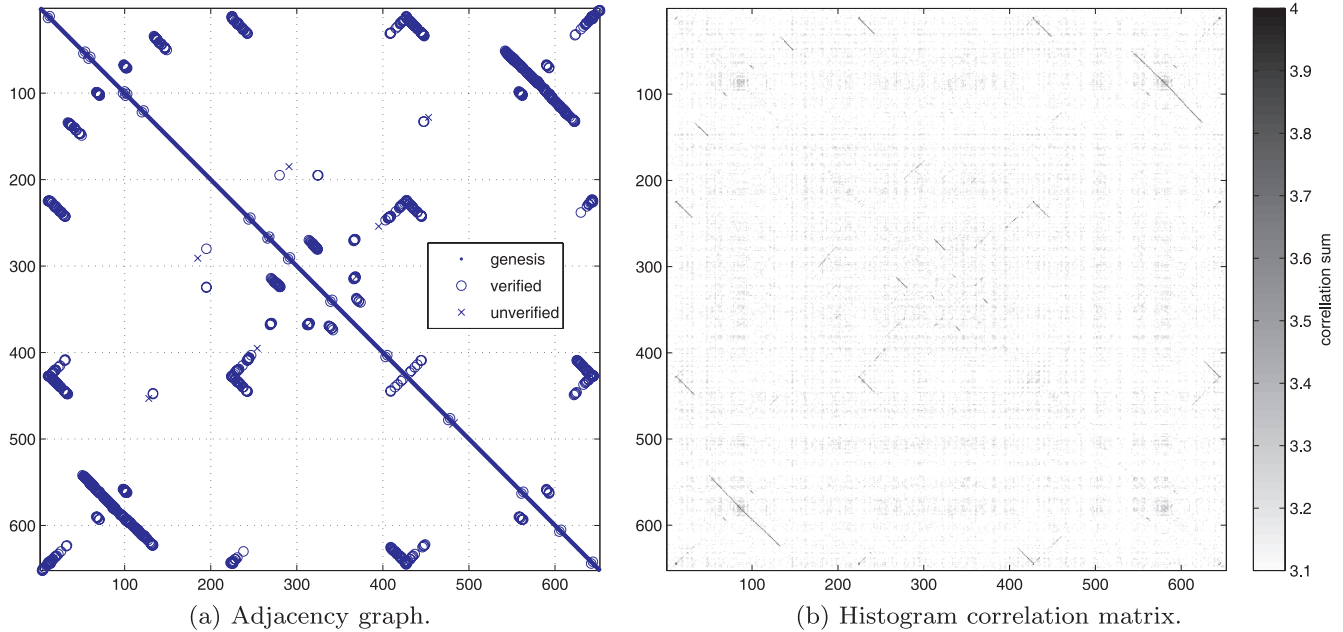 100
200
300
400
500
600
100 200 300 400 500 600
genesis
verified
unverified
(a) Adjacency graph.
100
200
300
400
500
600
100 200 300 400 500 600
(b) Histogram correlation matrix.
4
3.9
3.8
3.7
3.6
3.5
3.4
3.3
3.2
3.1
correllation sum